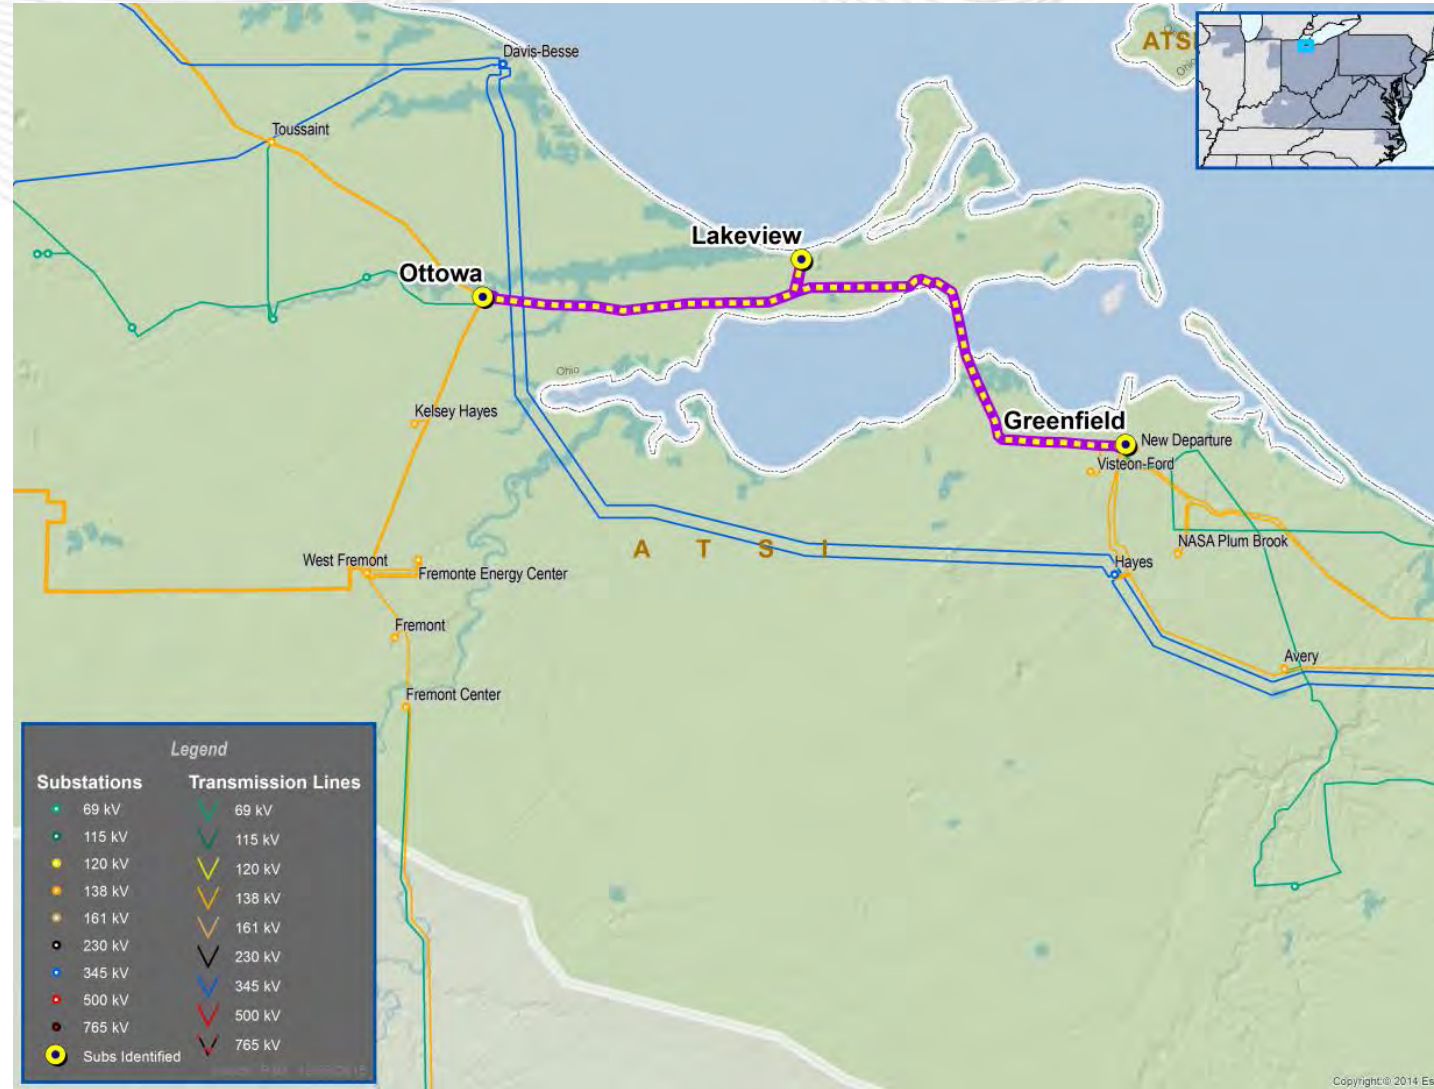 Davis-Besse
ATSI
Toussaint
Lakeview
Ottowa
Ohio
Kelsey Hayes
Greenfield
New Departure
Visteon-Ford
NASA Plum Brook
A T S I
West Fremont
Fremonte Energy Center
Hayes
Fremont
Avery
Fremont Center
Legend
Substations
69 kV
115 kV
120 kV
138 kV
161 kV
230 kV
345 kV
500 kV
765 kV
Subs Identified
Transmission Lines
69 kV
115 kV
120 kV
138 kV
161 kV
230 kV
345 kV
500 kV
765 kV
Copyright:© 2014 Es